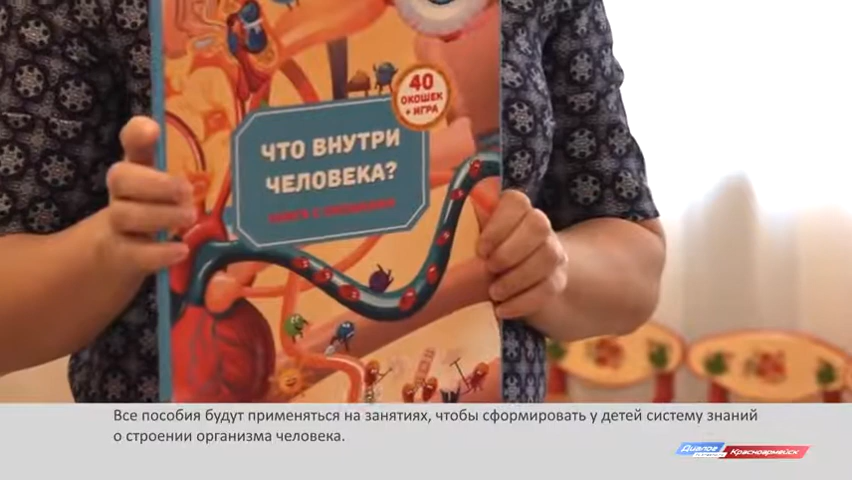 40
ОКОШЕК
+ ИГРА
ЧТО ВНУТРИ
ЧЕЛОВЕКА?
Все пособия будут применяться на занятиях, чтобы сформировать у детей систему знаний
о строении организма человека.
Диалог
Красноармейск